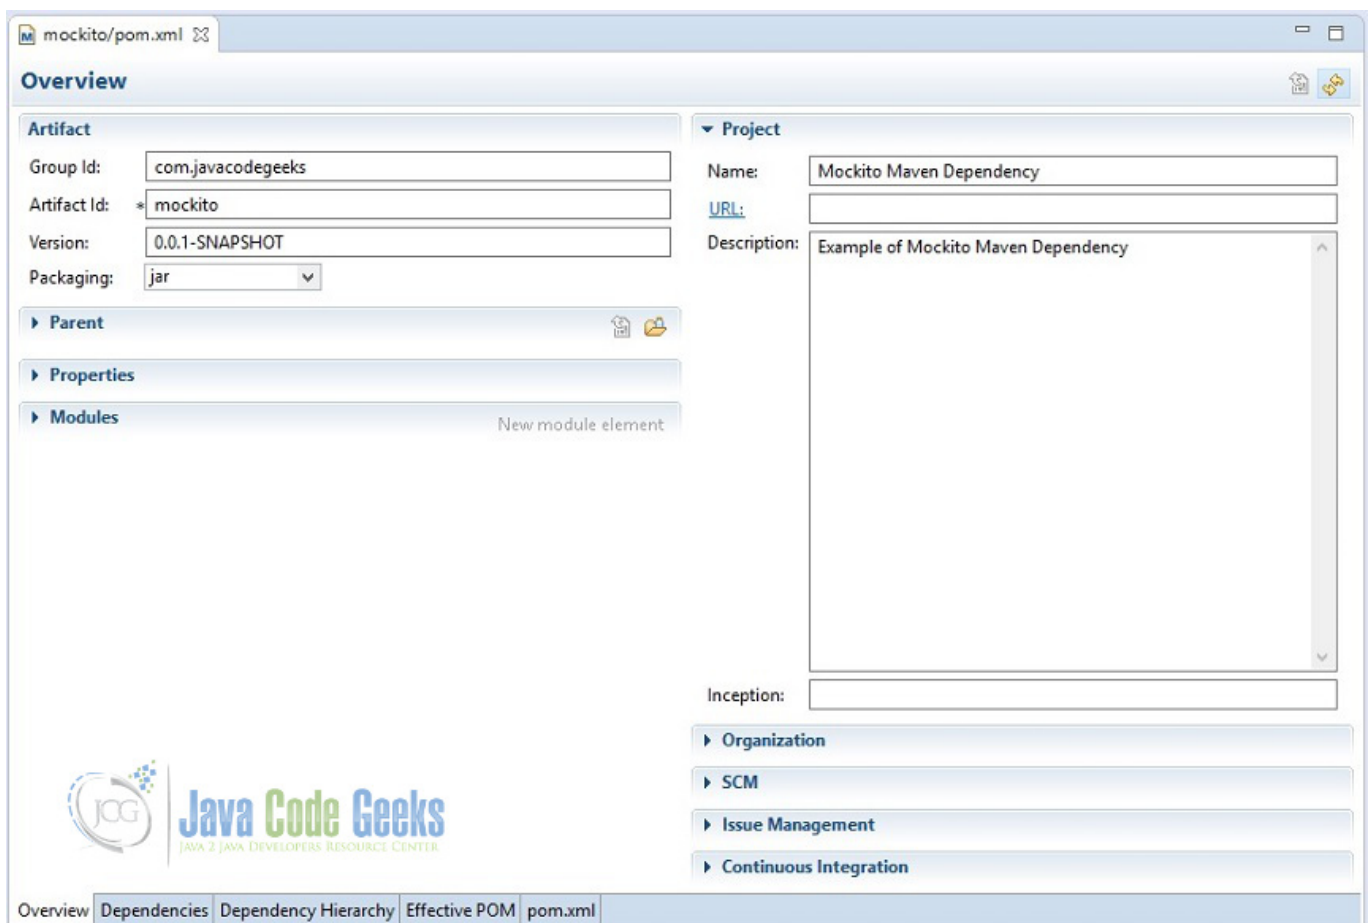 mockito/pom.xml
Overview
Artifact
Group Id: com.javacodegeeks
Artifact Id: * mockito
Version: 0.0.1-SNAPSHOT
Packaging: jar
Parent
Properties
Modules
New module element
Project
Name: Mockito Maven Dependency
URL:
Description: Example of Mockito Maven Dependency
Inception:
Organization
SCM
Issue Management
Continuous Integration
JCG
Java Code Geeks
JAVA 2 JAVA DEVELOPERS RESOURCE CENTER
Overview Dependencies Dependency Hierarchy Effective POM pom.xml